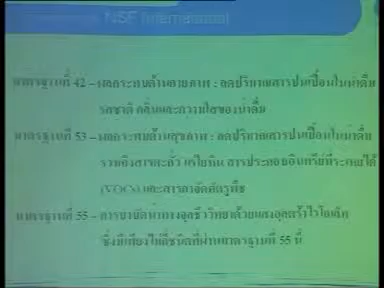 NSF International
มาตรฐานที่ 42 – ผลกระทบด้านกายภาพ : ลดปริมาณสารปนเปื้อนในน้ำดื่ม
รสชาติ กลิ่นและความใสของน้ำดื่ม
มาตรฐานที่ 53 – ผลกระทบด้านสุขภาพ : ลดปริมาณสารปนเปื้อนในน้ำดื่ม
รวมถึงสารตะกั่ว สารประกอบอินทรีย์ที่ระเหยได้
(VOCs) และสารกำจัดศัตรูพืช
มาตรฐานที่ 55 – การบำบัดน้ำทางจุลชีววิทยาด้วยแสงอุลตร้าไวโอเล็ต
ซึ่งมีเพียงไม่กี่ชนิดที่ผ่านมาตรฐานที่ 55 นี้